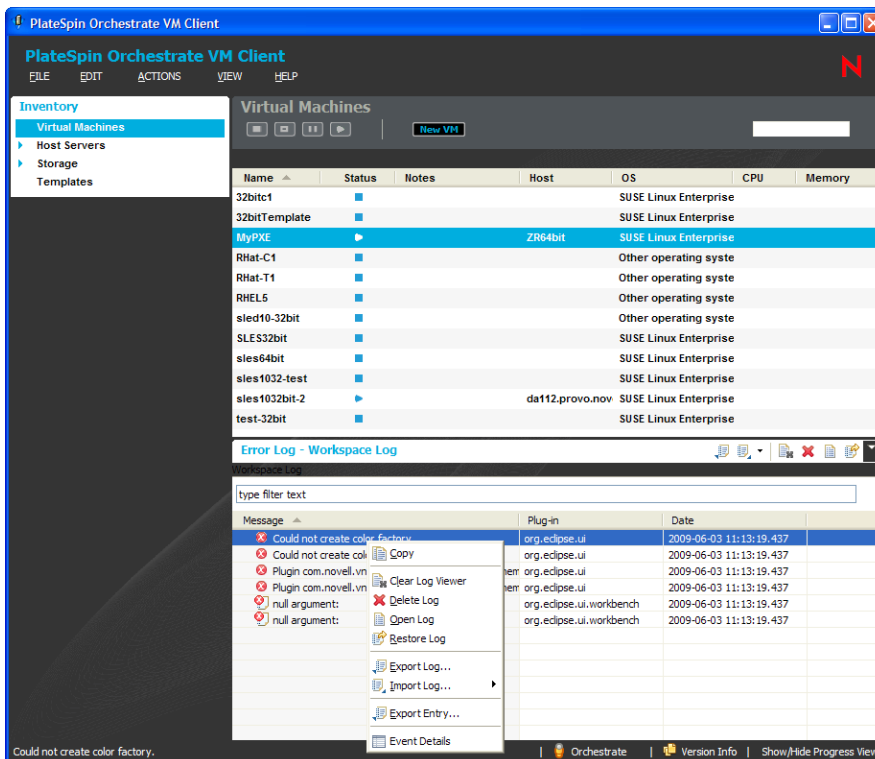 PlateSpin Orchestrate VM Client
PlateSpin Orchestrate VM Client
FILE EDIT ACTIONS VIEW HELP
N
Inventory
Virtual Machines
Host Servers
Storage
Templates
Virtual Machines
New VM
Name Status Notes Host OS CPU Memory
32bitc1 SUSE Linux Enterprise
32bitTemplate SUSE Linux Enterprise
MyPXE ZR64bit SUSE Linux Enterprise
RHat-C1 Other operating syste
RHat-T1 Other operating syste
RHEL5 Other operating syste
sled10-32bit Other operating syste
SLES32bit SUSE Linux Enterprise
sles64bit SUSE Linux Enterprise
sles1032-test SUSE Linux Enterprise
sles1032bit-2 da112.provo.nov SUSE Linux Enterprise
test-32bit SUSE Linux Enterprise
Error Log - Workspace Log
Workspace Log
type filter text
Message Plug-in Date
Could not create color factory. org.eclipse.ui 2009-06-03 11:13:19.437
Could not create col org.eclipse.ui 2009-06-03 11:13:19.437
Plugin com.novell.vn em org.eclipse.ui 2009-06-03 11:13:19.437
Plugin com.novell.vn em org.eclipse.ui 2009-06-03 11:13:19.437
null argument: org.eclipse.ui.workbench 2009-06-03 11:13:19.437
null argument: org.eclipse.ui.workbench 2009-06-03 11:13:19.437
Copy
Clear Log Viewer
Delete Log
Open Log
Restore Log
Export Log...
Import Log...
Export Entry...
Event Details
Could not create color factory. | Orchestrate | Version Info | Show/Hide Progress View